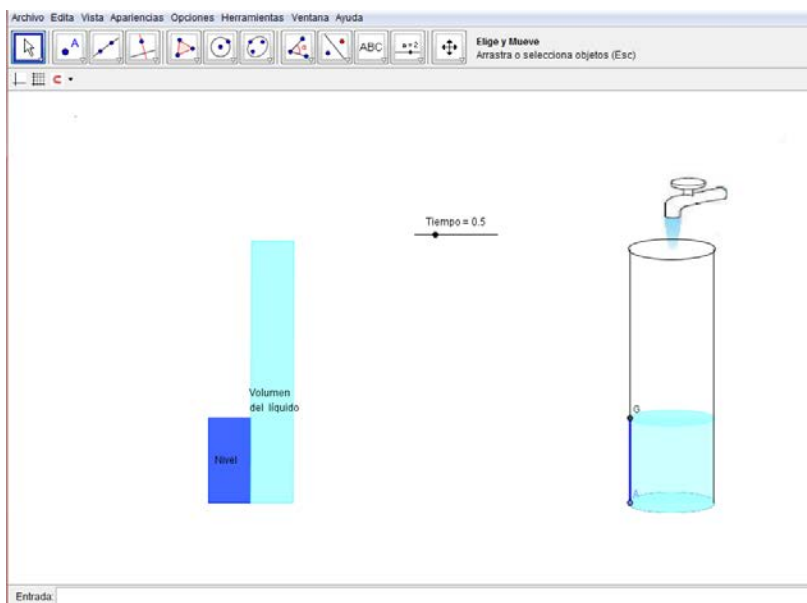 Archivo Edita Vista Apariencias Opciones Herramientas Ventana Ayuda
A
α
ABC
a=2
Elige y Mueve
Arrastra o selecciona objetos (Esc)
Tiempo = 0.5
Volumen
del líquido
Nivel
G
A
Entrada: